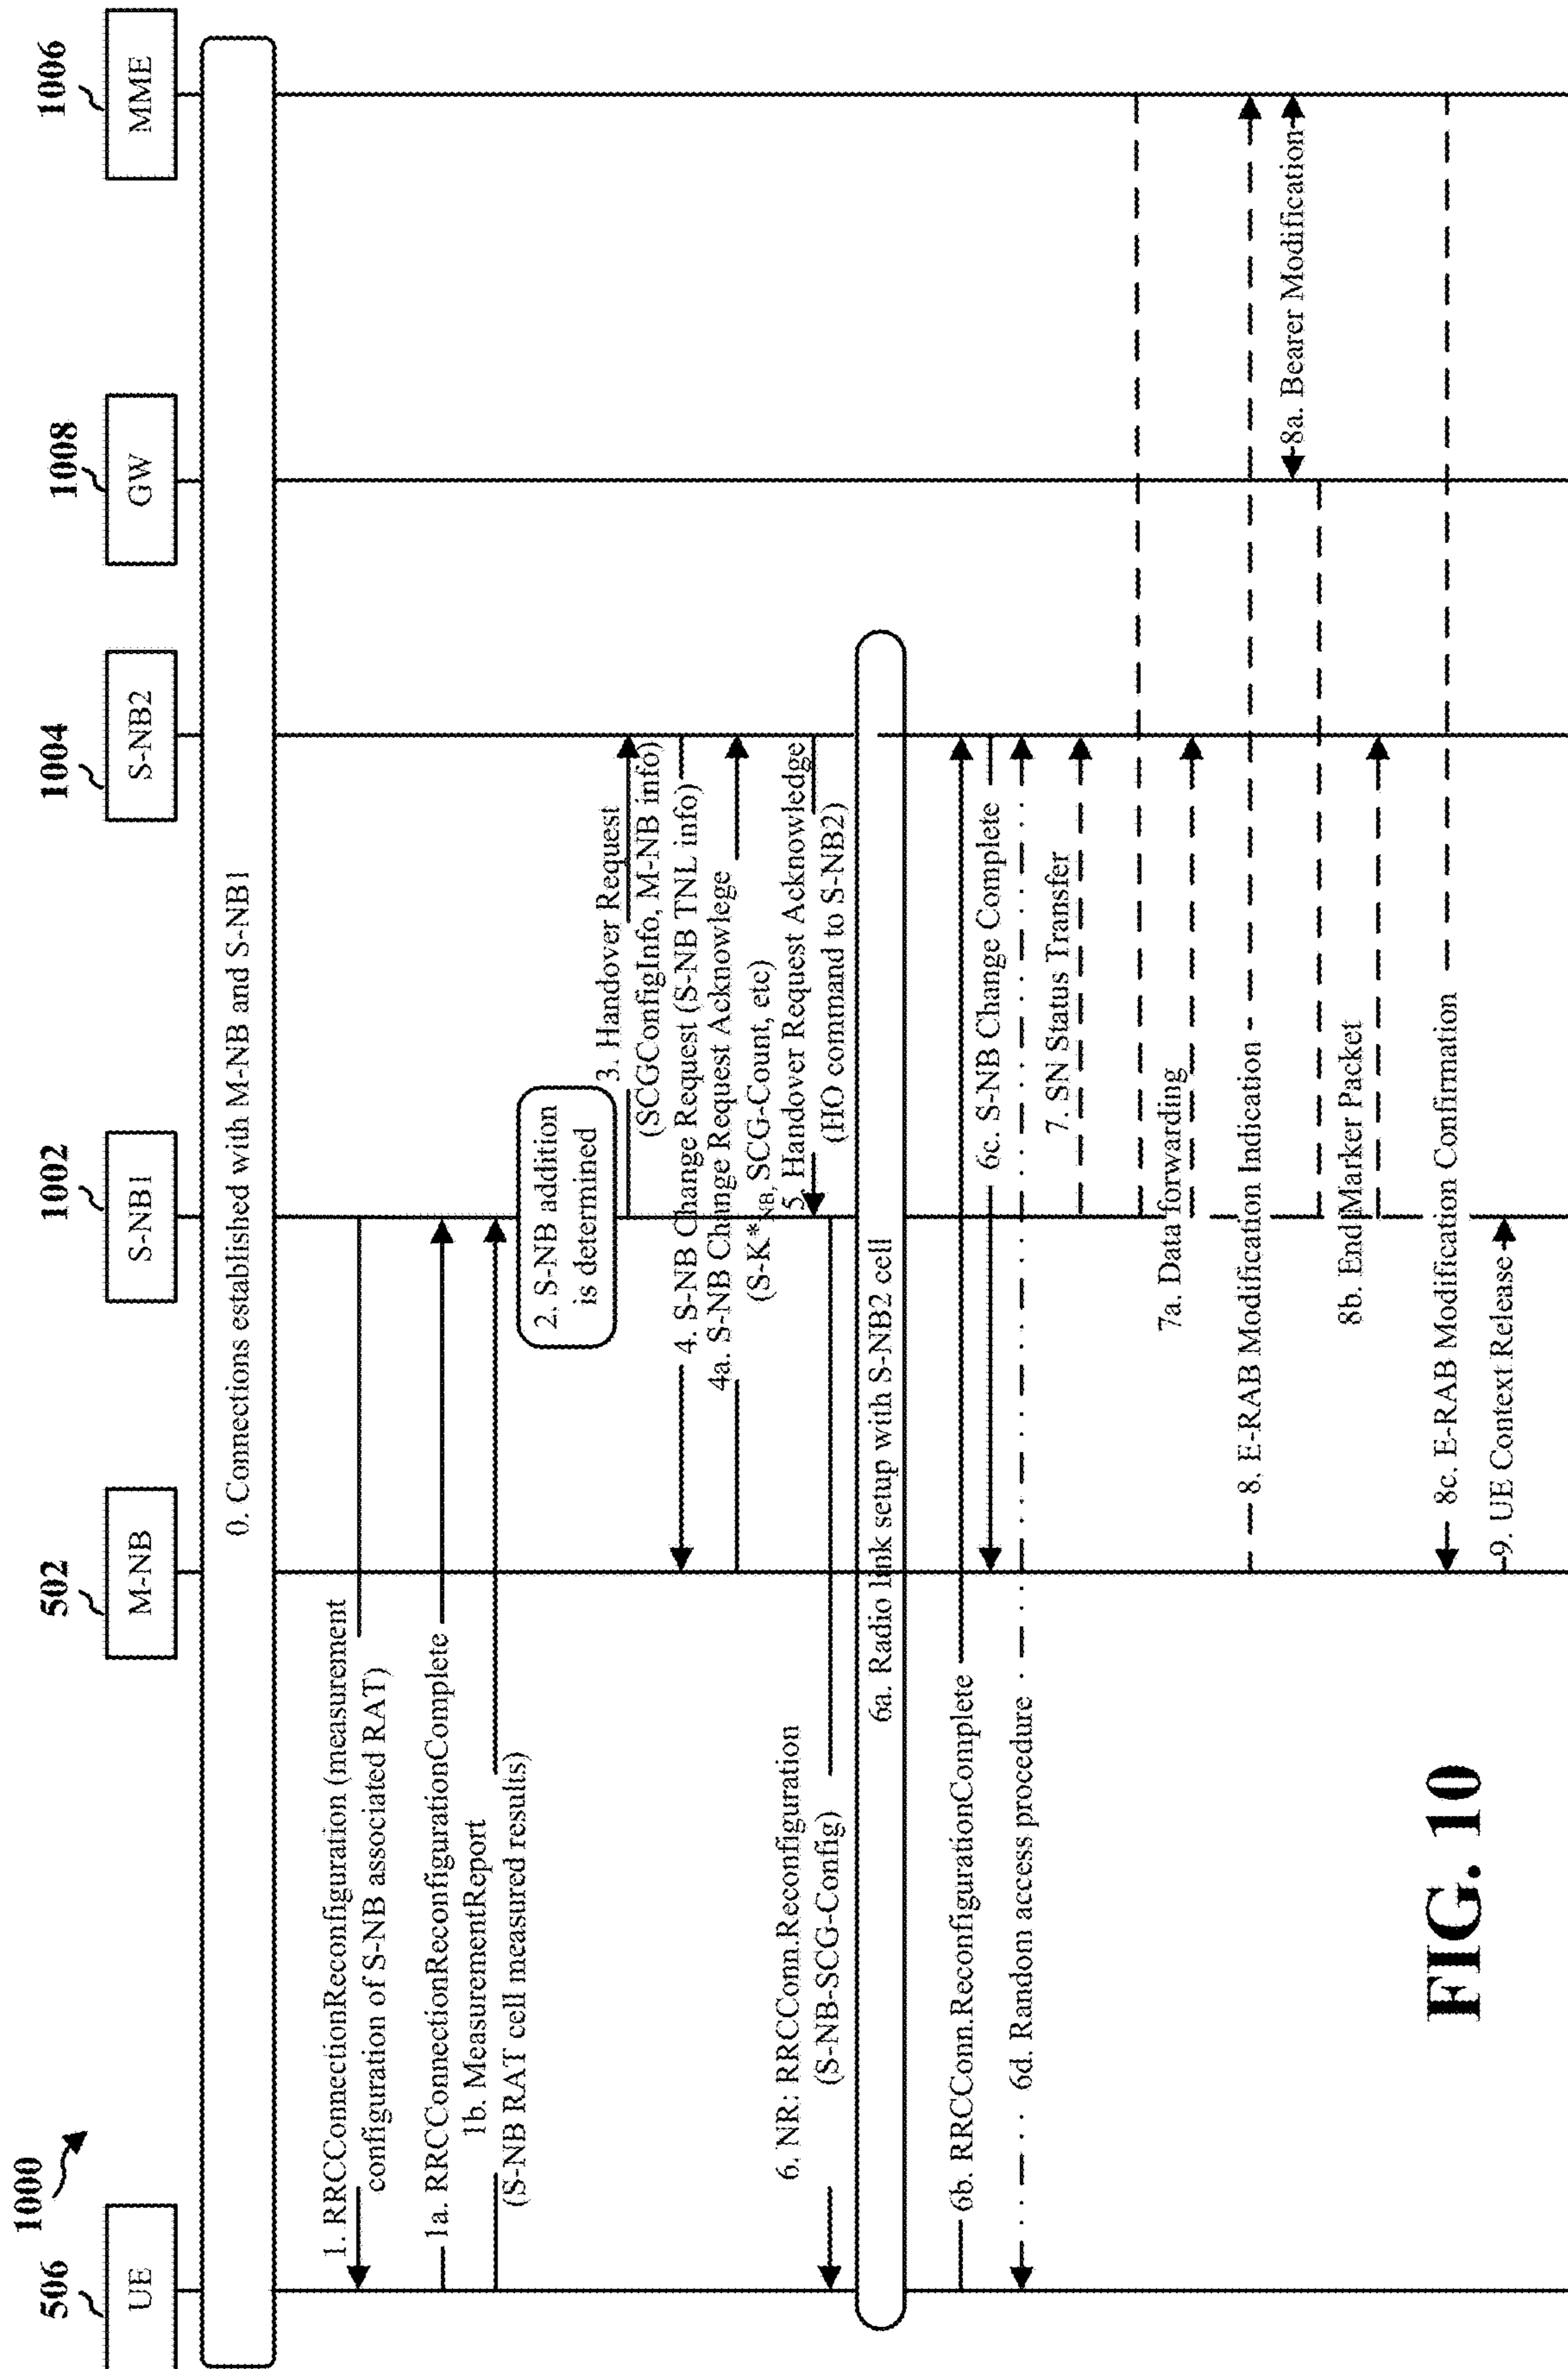 1000
506
502
1002
1004
1008
1006
UE
M-NB
S-NB1
S-NB2
GW
MME
0. Connections established with M-NB and S-NB1
1. RRCConnectionReconfiguration (measurement
configuration of S-NB associated RAT)
1a. RRCConnectionReconfigurationComplete
1b. MeasurementReport
(S-NB RAT cell measured results)
2. S-NB addition
is determined
3. Handover Request
(SCGConfigInfo, M-NB info)
4. S-NB Change Request (S-NB TNL info)
4a. S-NB Change Request Acknowlege
(S-K*NB, SCG-Count, etc)
5. Handover Request Acknowledge
(HO command to S-NB2)
6. NR: RRCConn.Reconfiguration
(S-NB-SCG-Config)
6a. Radio link setup with S-NB2 cell
6b. RRCConn.ReconfigurationComplete
6c. S-NB Change Complete
6d. Random access procedure
7. SN Status Transfer
7a. Data forwarding
8. E-RAB Modification Indication
8a. Bearer Modification
8b. End Marker Packet
8c. E-RAB Modification Confirmation
9. UE Context Release
FIG. 10